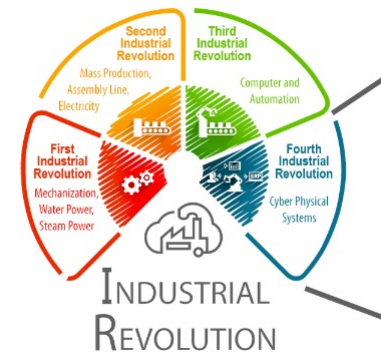 Second
Industrial
Revolution
Mass Production,
Assembly Line,
Electricity
Third
Industrial
Revolution
Computer and
Automation
First
Industrial
Revolution
Mechanization,
Water Power,
Steam Power
Fourth
Industrial
Revolution
Cyber Physical
Systems
INDUSTRIAL
REVOLUTION